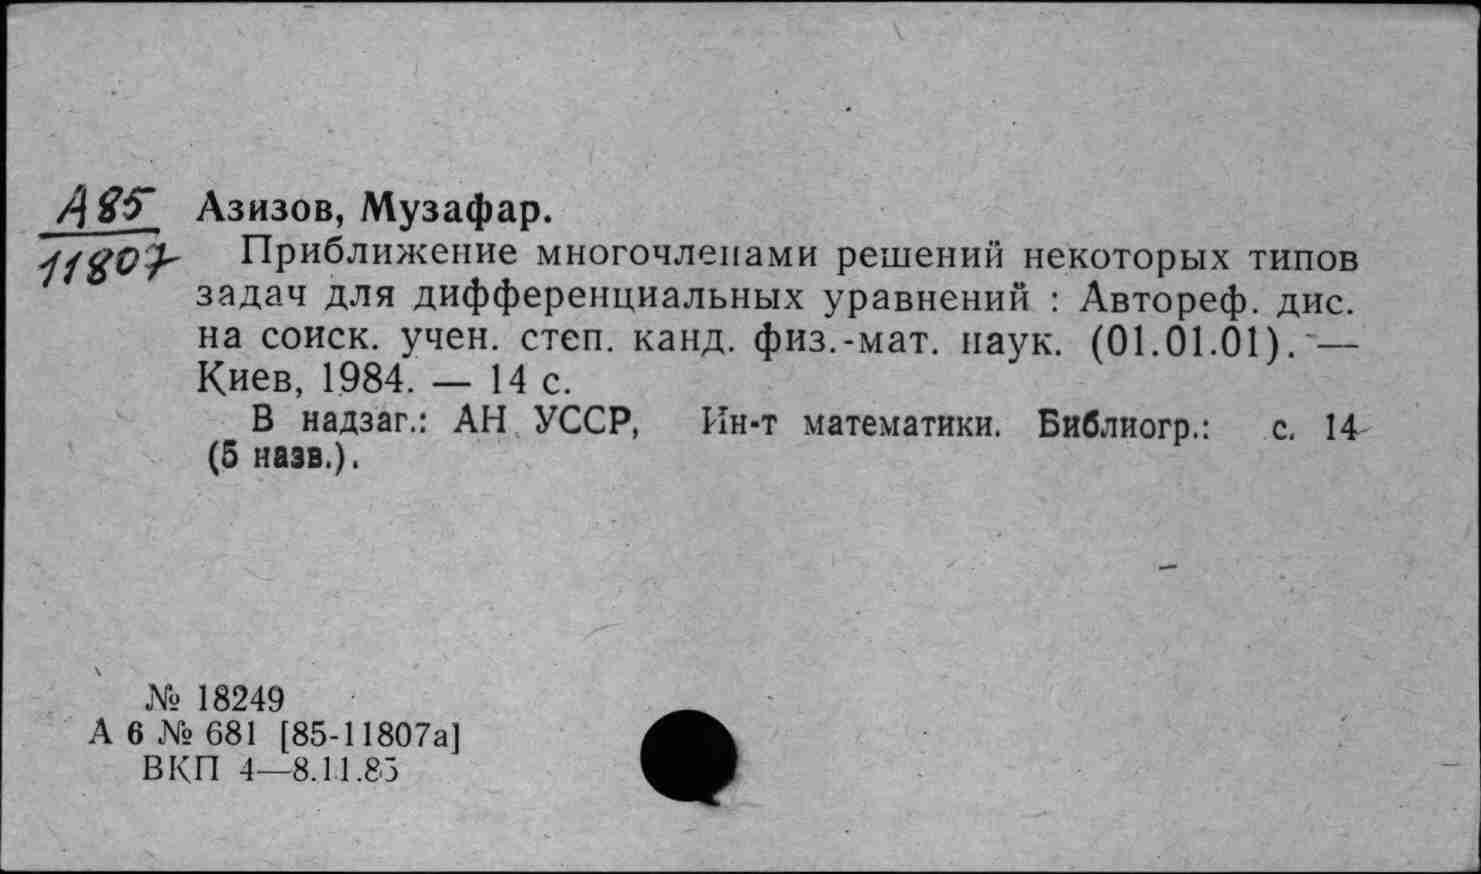 А85 Азизов, Музафар.
11807 Приближение многочленами решений некоторых типов
задач для дифференциальных уравнений : Автореф. дис.
на соиск. учен. степ. канд. физ.-мат. наук. (01.01.01). —
Киев, 1984. — 14 с.
В надзаг.: АН УССР, Ин-т математики. Библиогр.: с. 14
(5 назв.).
№ 18249
А 6 № 681 [85-11807а]
ВКП 4—8.11.85